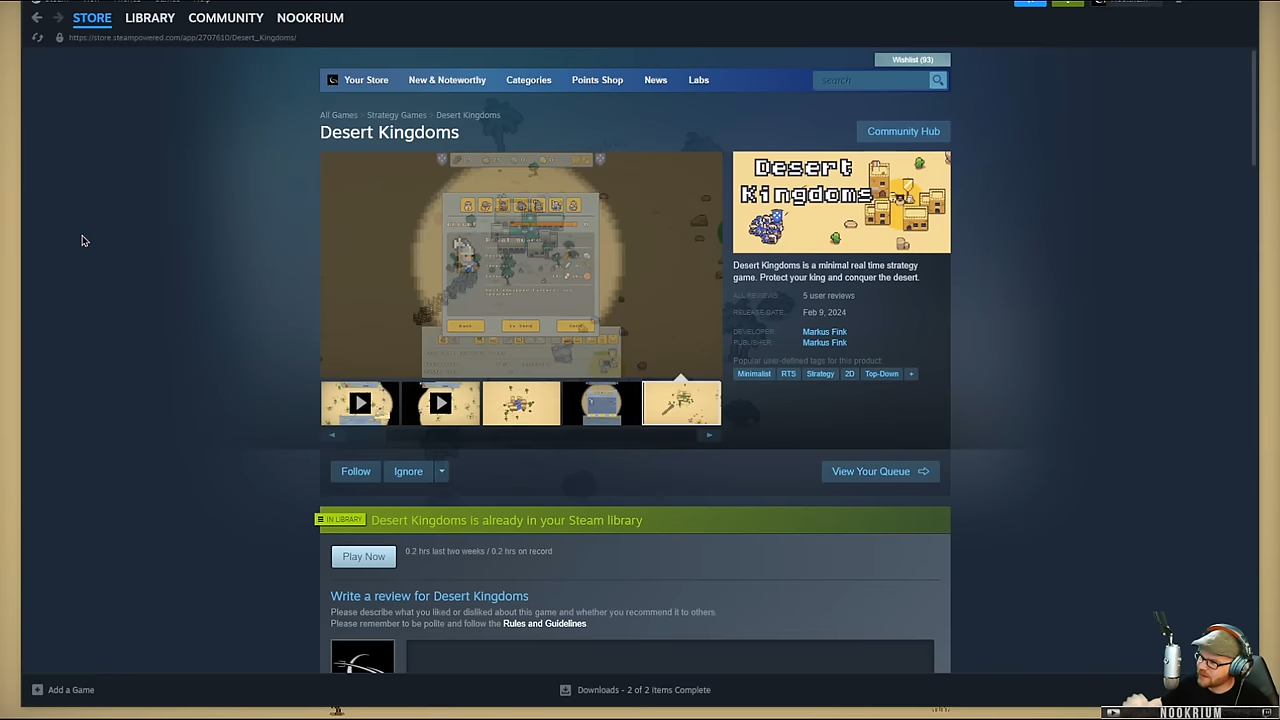 STORE LIBRARY COMMUNITY NOOKRIUM
https://store.steampowered.com/app/2707610/Desert_Kingdoms/
Wishlist (93)
Your Store New & Noteworthy Categories Points Shop News Labs search
All Games > Strategy Games > Desert Kingdoms
Desert Kingdoms
Community Hub
Desert
Kingdoms
Desert Kingdoms is a minimal real time strategy
game. Protect your king and conquer the desert.
ALL REVIEWS: 5 user reviews
RELEASE DATE: Feb 9, 2024
DEVELOPER: Markus Fink
PUBLISHER: Markus Fink
Popular user-defined tags for this product:
Minimalist RTS Strategy 2D Top-Down +
Follow Ignore
View Your Queue
IN LIBRARY Desert Kingdoms is already in your Steam library
Play Now 0.2 hrs last two weeks / 0.2 hrs on record
Write a review for Desert Kingdoms
Please describe what you liked or disliked about this game and whether you recommend it to others.
Please remember to be polite and follow the Rules and Guidelines.
Add a Game Downloads - 2 of 2 Items Complete
NOOKRIUM